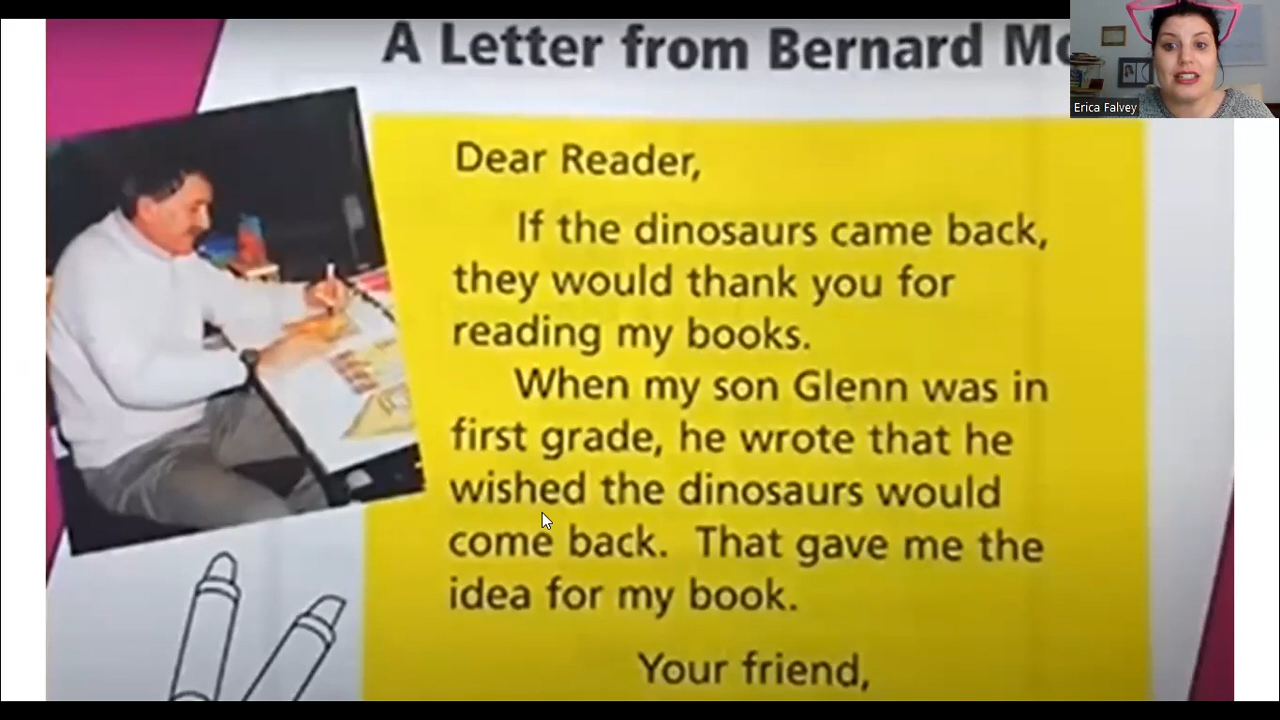 A Letter from Bernard
Erica Falvey
Dear Reader,
If the dinosaurs came back,
they would thank you for
reading my books.
When my son Glenn was in
first grade, he wrote that he
wished the dinosaurs would
come back. That gave me the
idea for my book.
Your friend,